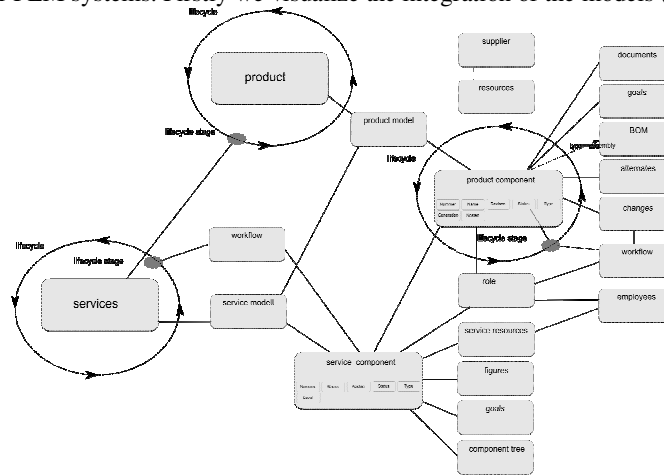 PLM systems. Firstly we visualize the integration of the models
lifecycle
product
lifecycle stage
supplier
resources
documents
goals
BOM
alternates
changes
workflow
employees
product model
lifecycle
product component
Number
Name
Status
Type
Generation
lifecycle stage
lifecycle
lifecycle stage
services
workflow
service modell
role
service resources
figures
goals
component tree
service component
Status
Type